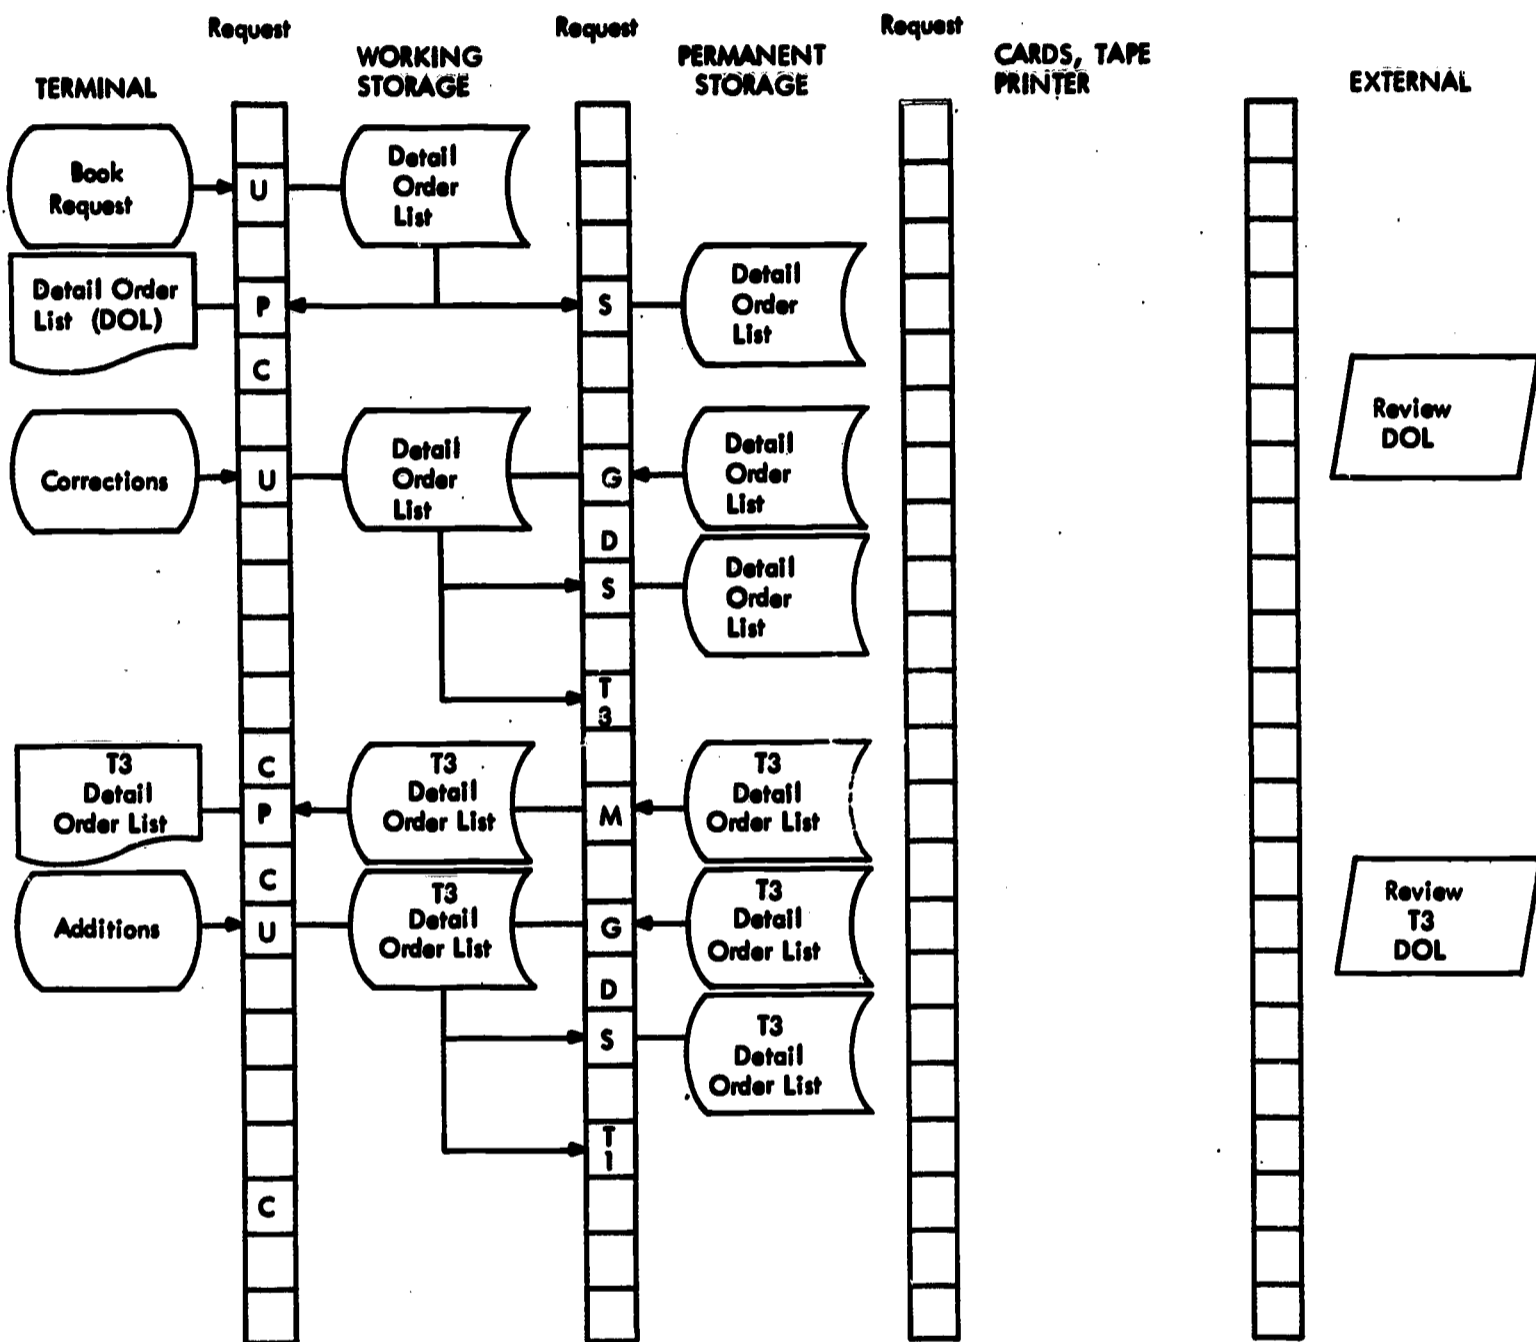 Request
Request
Request
TERMINAL
WORKING
STORAGE
PERMANENT
STORAGE
CARDS, TAPE
PRINTER
EXTERNAL
Book
Request
U
Detail
Order
List
Detail Order
List (DOL)
P
S
Detail
Order
List
C
Review
DOL
Corrections
U
Detail
Order
List
G
Detail
Order
List
D
S
Detail
Order
List
T
3
C
T3
Detail
Order List
P
T3
Detail
Order List
M
T3
Detail
Order List
C
Additions
U
T3
Detail
Order List
G
T3
Detail
Order List
Review
T3
DOL
D
S
T3
Detail
Order List
T
1
C